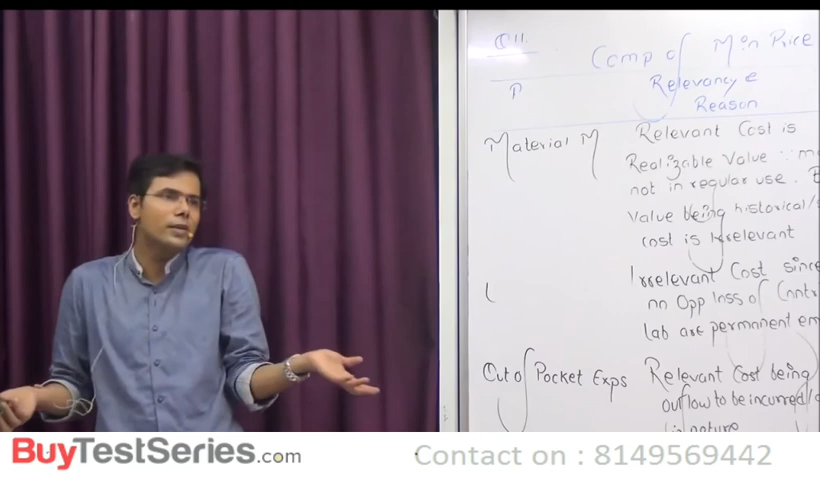 Q11.
Comp of Min Price
P
Relevancy e
Reason
Material M
Relevant Cost is
Realizable Value ∵
not in regular use.
Value being historical/
cost is Irrelevant
L
Irrelevant Cost since
no Opp loss of Contr
lab are permanent em
Out of Pocket Exps
Relevant Cost being
outflow to be incurred/
nature
BuyTestSeries.com
Contact on : 8149569442